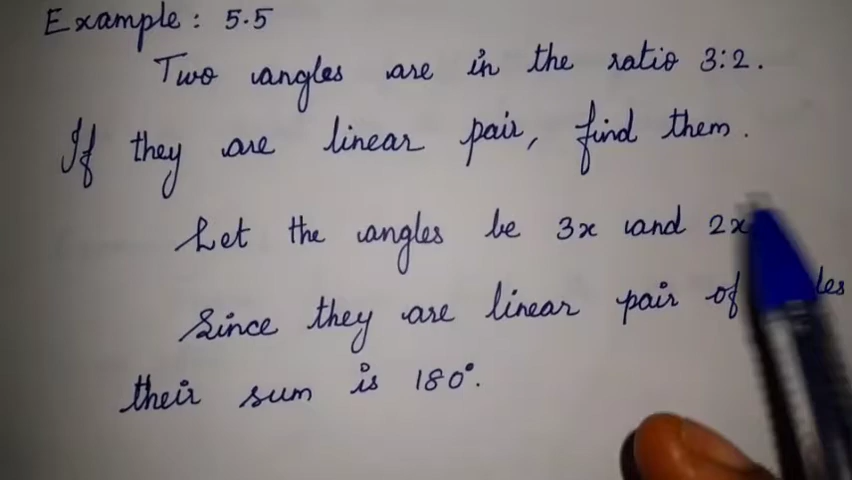 Example: 5.5
Two angles are in the ratio 3:2.
If they are linear pair, find them.
Let the angles be 3x and 2x
Since they are linear pair of
their sum is 180°.